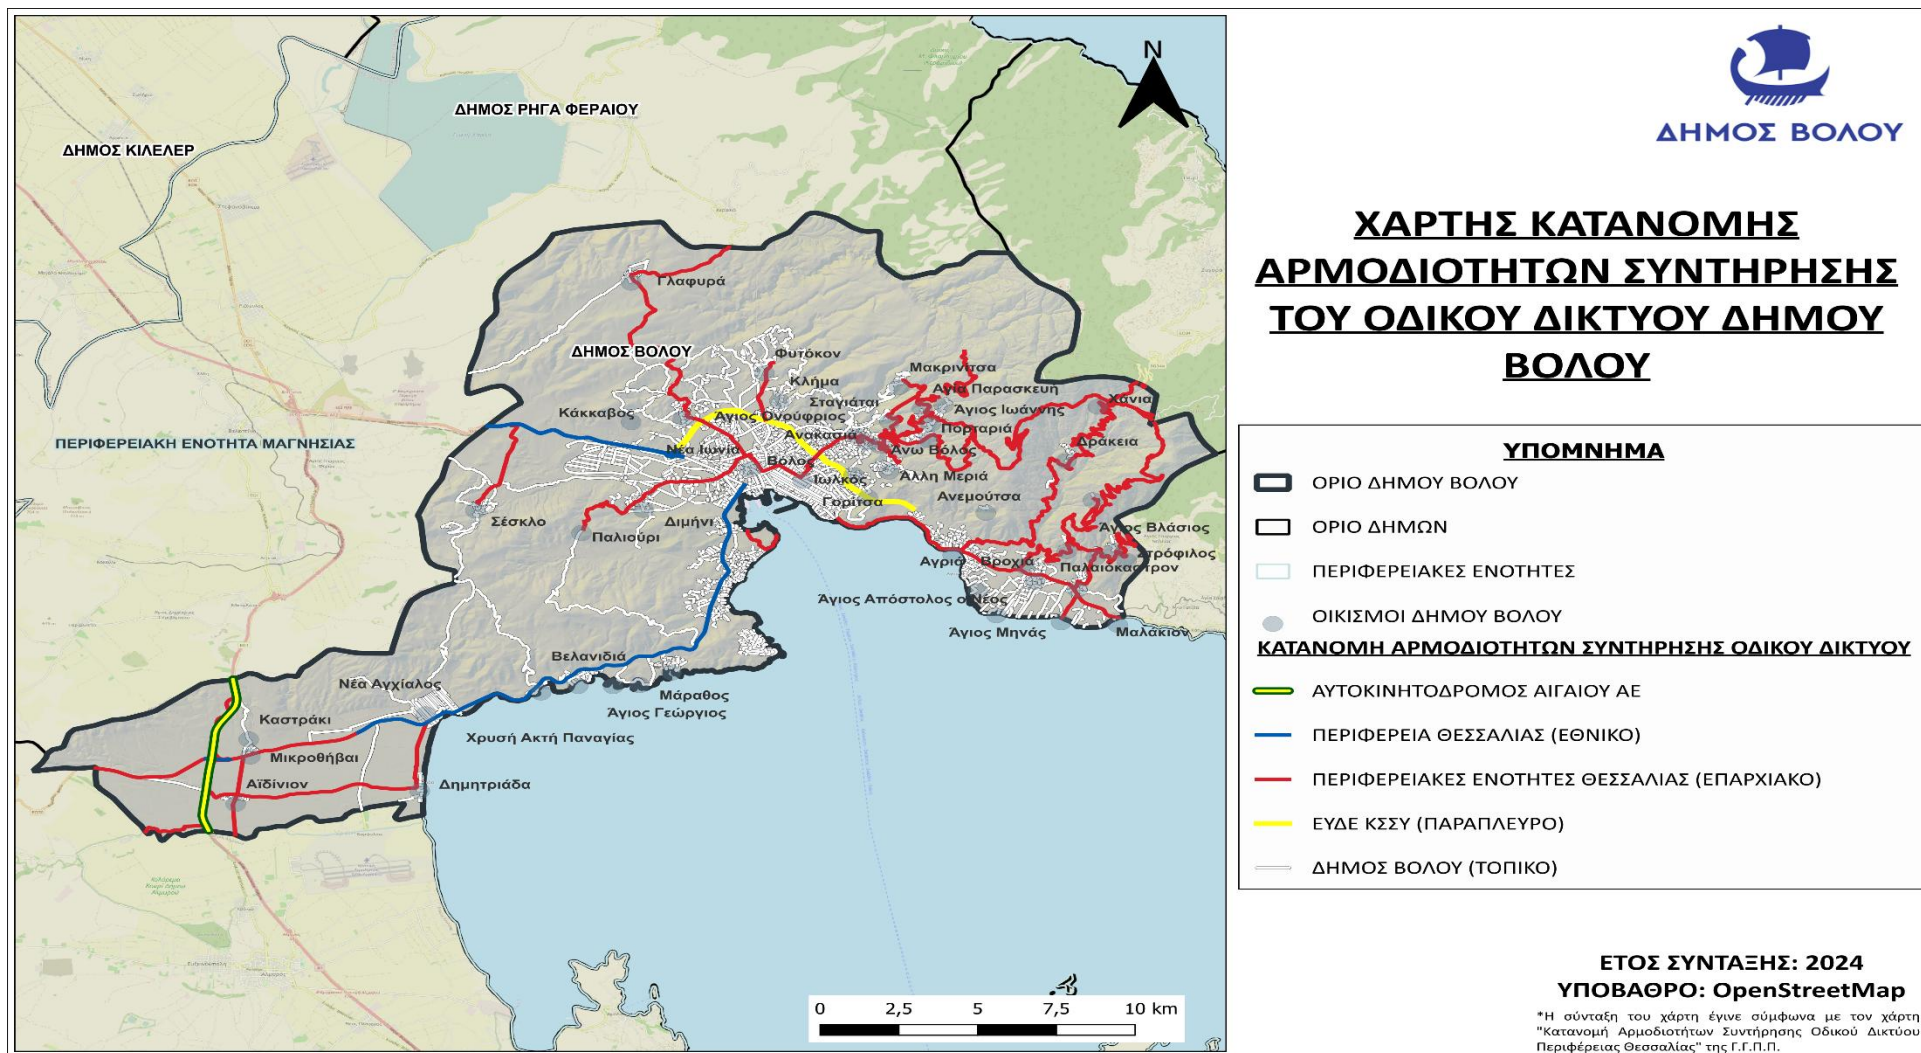 ΔΗΜΟΣ ΡΗΓΑ ΦΕΡΑΙΟΥ
ΔΗΜΟΣ ΚΙΛΕΛΕΡ
N
Γλαφυρά
ΔΗΜΟΣ ΒΟΛΟΥ
Φυτόκον
Μακρινίτσα
Κλήμα
Αγία Παρασκευή
Σταγιάται
Χάνια
Κάκκαβος
Άγιος Ονούφριος
Άγιος Ιωάννης
Ανακασιά
Πορταριά
ΠΕΡΙΦΕΡΕΙΑΚΗ ΕΝΟΤΗΤΑ ΜΑΓΝΗΣΙΑΣ
Δράκεια
Νέα Ιωνία
Άνω Βόλος
Βόλος
Ιωλκός
Άλλη Μεριά
Γορίτσα
Ανεμούτσα
Σέσκλο
Διμήνι
Παλιούρι
Άγιος Βλάσιος
Στρόφιλος
Αγριά
Βροχιά
Παλαιόκαστρον
Άγιος Απόστολος ο Νέος
Άγιος Μηνάς
Μαλάκιον
Βελανιδιά
Νέα Αγχίαλος
Μάραθος
Άγιος Γεώργιος
Καστράκι
Χρυσή Ακτή Παναγίας
Μικροθήβαι
Αϊδίνιον
Δημητριάδα
0 2,5 5 7,5 10 km
ΔΗΜΟΣ ΒΟΛΟΥ
ΧΑΡΤΗΣ ΚΑΤΑΝΟΜΗΣ
ΑΡΜΟΔΙΟΤΗΤΩΝ ΣΥΝΤΗΡΗΣΗΣ
ΤΟΥ ΟΔΙΚΟΥ ΔΙΚΤΥΟΥ ΔΗΜΟΥ
ΒΟΛΟΥ
ΥΠΟΜΝΗΜΑ
ΟΡΙΟ ΔΗΜΟΥ ΒΟΛΟΥ
ΟΡΙΟ ΔΗΜΩΝ
ΠΕΡΙΦΕΡΕΙΑΚΕΣ ΕΝΟΤΗΤΕΣ
ΟΙΚΙΣΜΟΙ ΔΗΜΟΥ ΒΟΛΟΥ
ΚΑΤΑΝΟΜΗ ΑΡΜΟΔΙΟΤΗΤΩΝ ΣΥΝΤΗΡΗΣΗΣ ΟΔΙΚΟΥ ΔΙΚΤΥΟΥ
ΑΥΤΟΚΙΝΗΤΟΔΡΟΜΟΣ ΑΙΓΑΙΟΥ ΑΕ
ΠΕΡΙΦΕΡΕΙΑ ΘΕΣΣΑΛΙΑΣ (ΕΘΝΙΚΟ)
ΠΕΡΙΦΕΡΕΙΑΚΕΣ ΕΝΟΤΗΤΕΣ ΘΕΣΣΑΛΙΑΣ (ΕΠΑΡΧΙΑΚΟ)
ΕΥΔΕ ΚΣΣΥ (ΠΑΡΑΠΛΕΥΡΟ)
ΔΗΜΟΣ ΒΟΛΟΥ (ΤΟΠΙΚΟ)
ΕΤΟΣ ΣΥΝΤΑΞΗΣ: 2024
ΥΠΟΒΑΘΡΟ: OpenStreetMap
*Η σύνταξη του χάρτη έγινε σύμφωνα με τον χάρτη
"Κατανομή Αρμοδιοτήτων Συντήρησης Οδικού Δικτύου
Περιφέρειας Θεσσαλίας" της Γ.Γ.Π.Π.